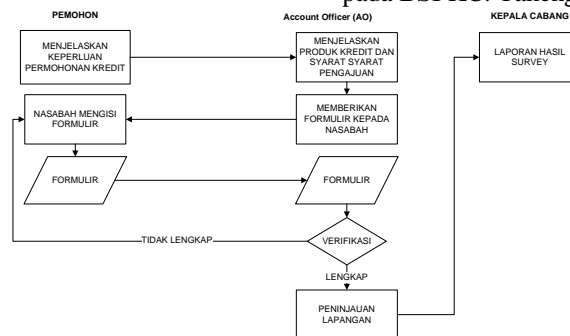 PEMOHON
Account Officer (AO)
KEPALA CABANG
MENJELASKAN
KEPERLUAN
PERMOHONAN KREDIT
MENJELASKAN
PRODUK KREDIT DAN
SYARAT SYARAT
PENGAJUAN
LAPORAN HASIL
SURVEY
NASABAH MENGISI
FORMULIR
MEMBERIKAN
FORMULIR KEPADA
NASABAH
FORMULIR
FORMULIR
TIDAK LENGKAP
VERIFIKASI
LENGKAP
PENINJAUAN
LAPANGAN